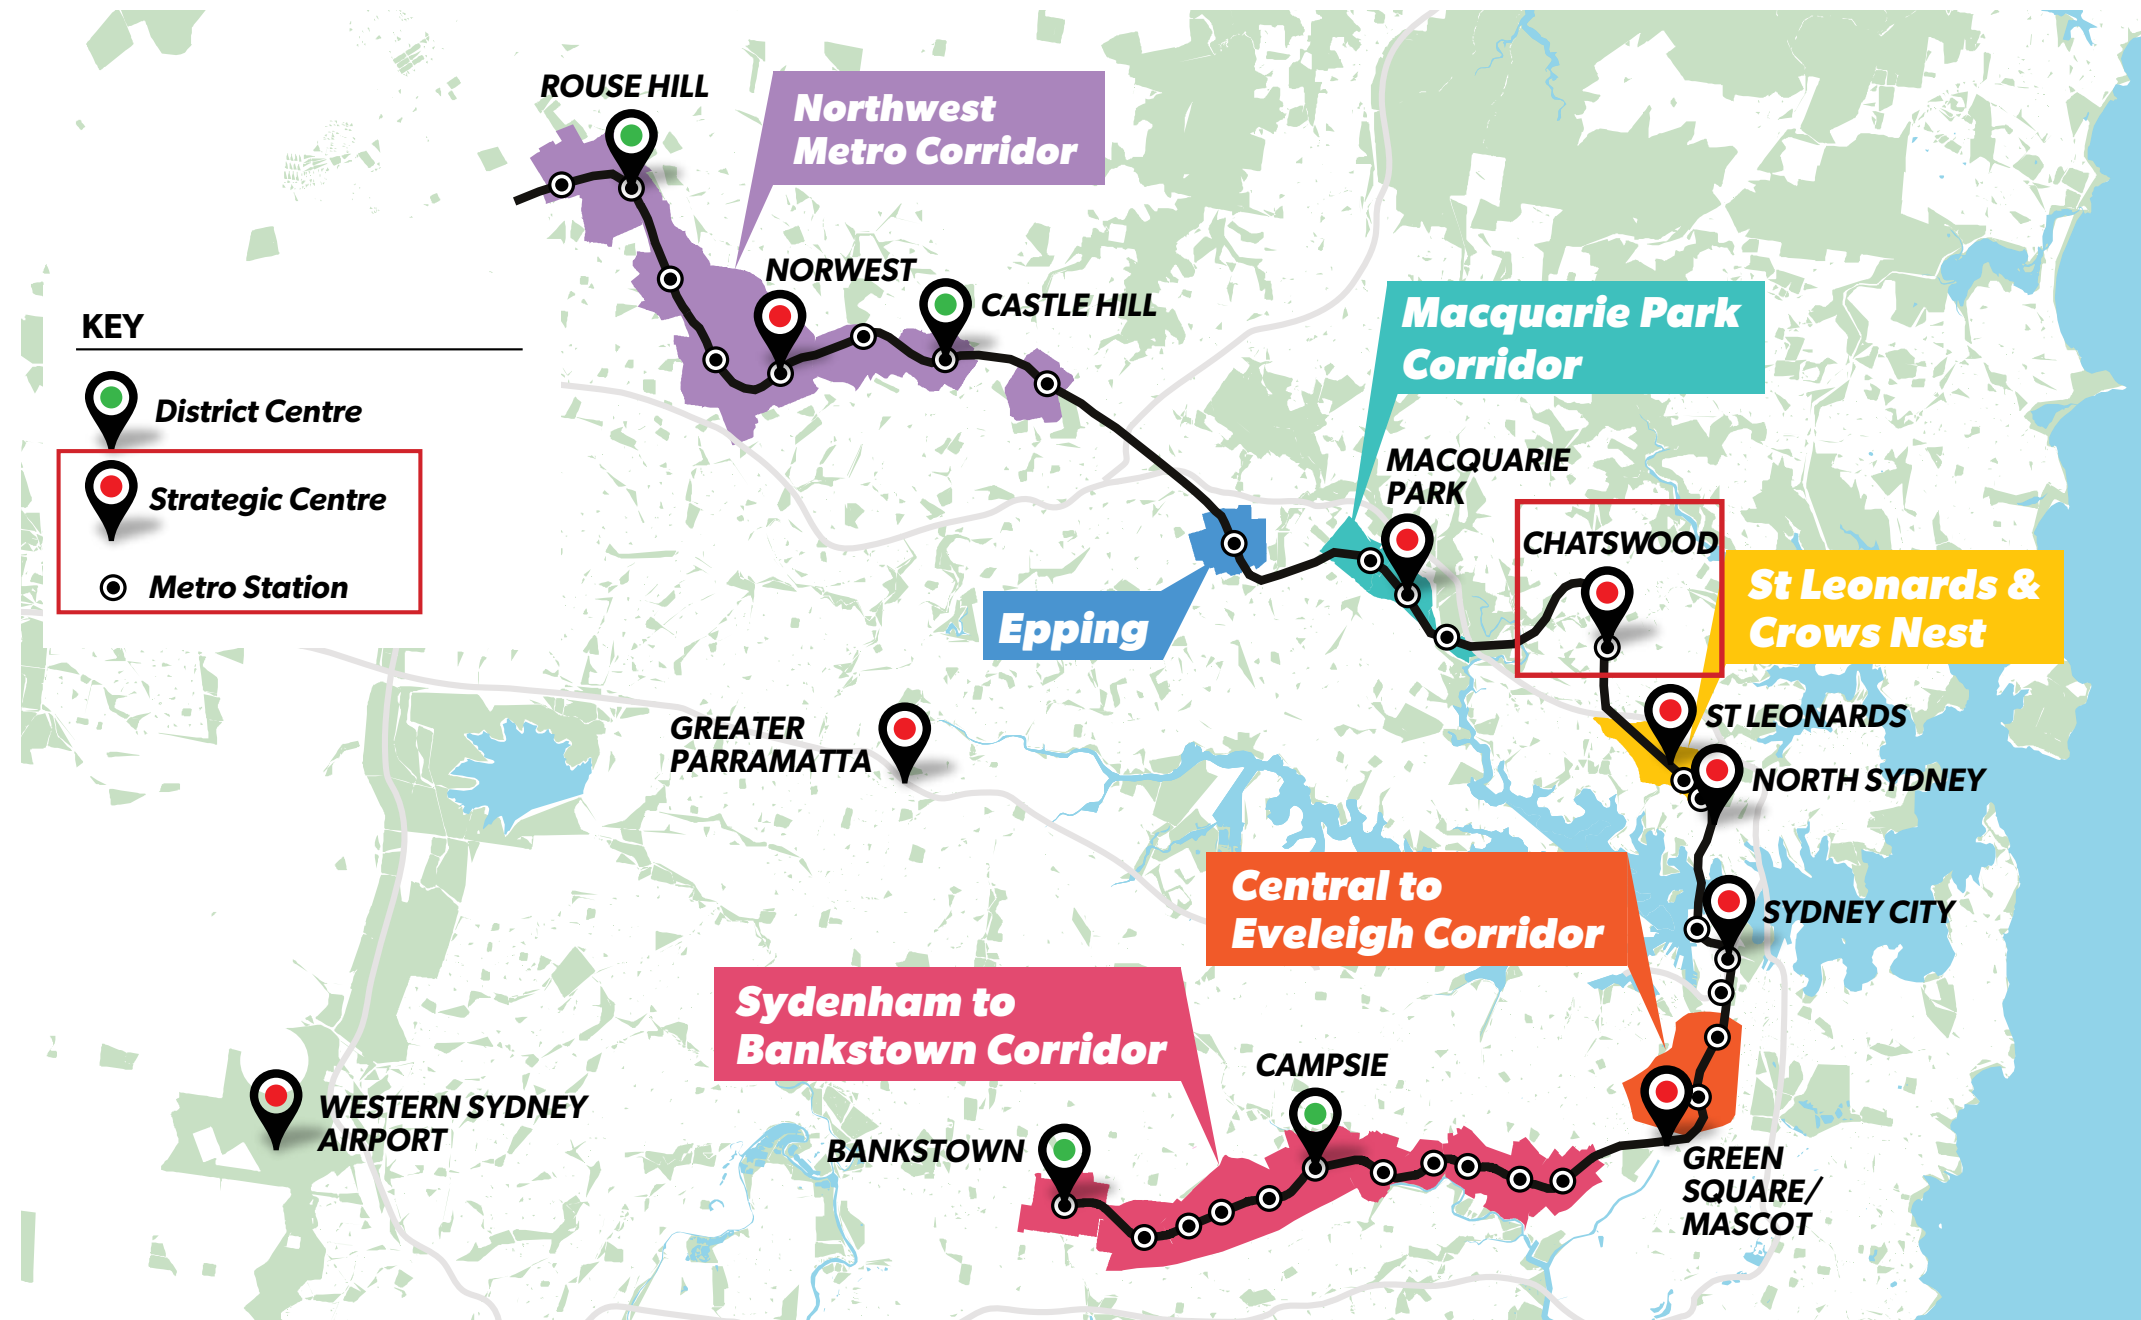 ROUSE HILL
Northwest
Metro Corridor
NORWEST
CASTLE HILL
KEY
District Centre
Strategic Centre
Metro Station
Macquarie Park
Corridor
MACQUARIE
PARK
CHATSWOOD
St Leonards &
Crows Nest
Epping
ST LEONARDS
GREATER
PARRAMATTA
NORTH SYDNEY
Central to
Eveleigh Corridor
SYDNEY CITY
Sydenham to
Bankstown Corridor
CAMPSIE
WESTERN SYDNEY
AIRPORT
BANKSTOWN
GREEN
SQUARE/
MASCOT